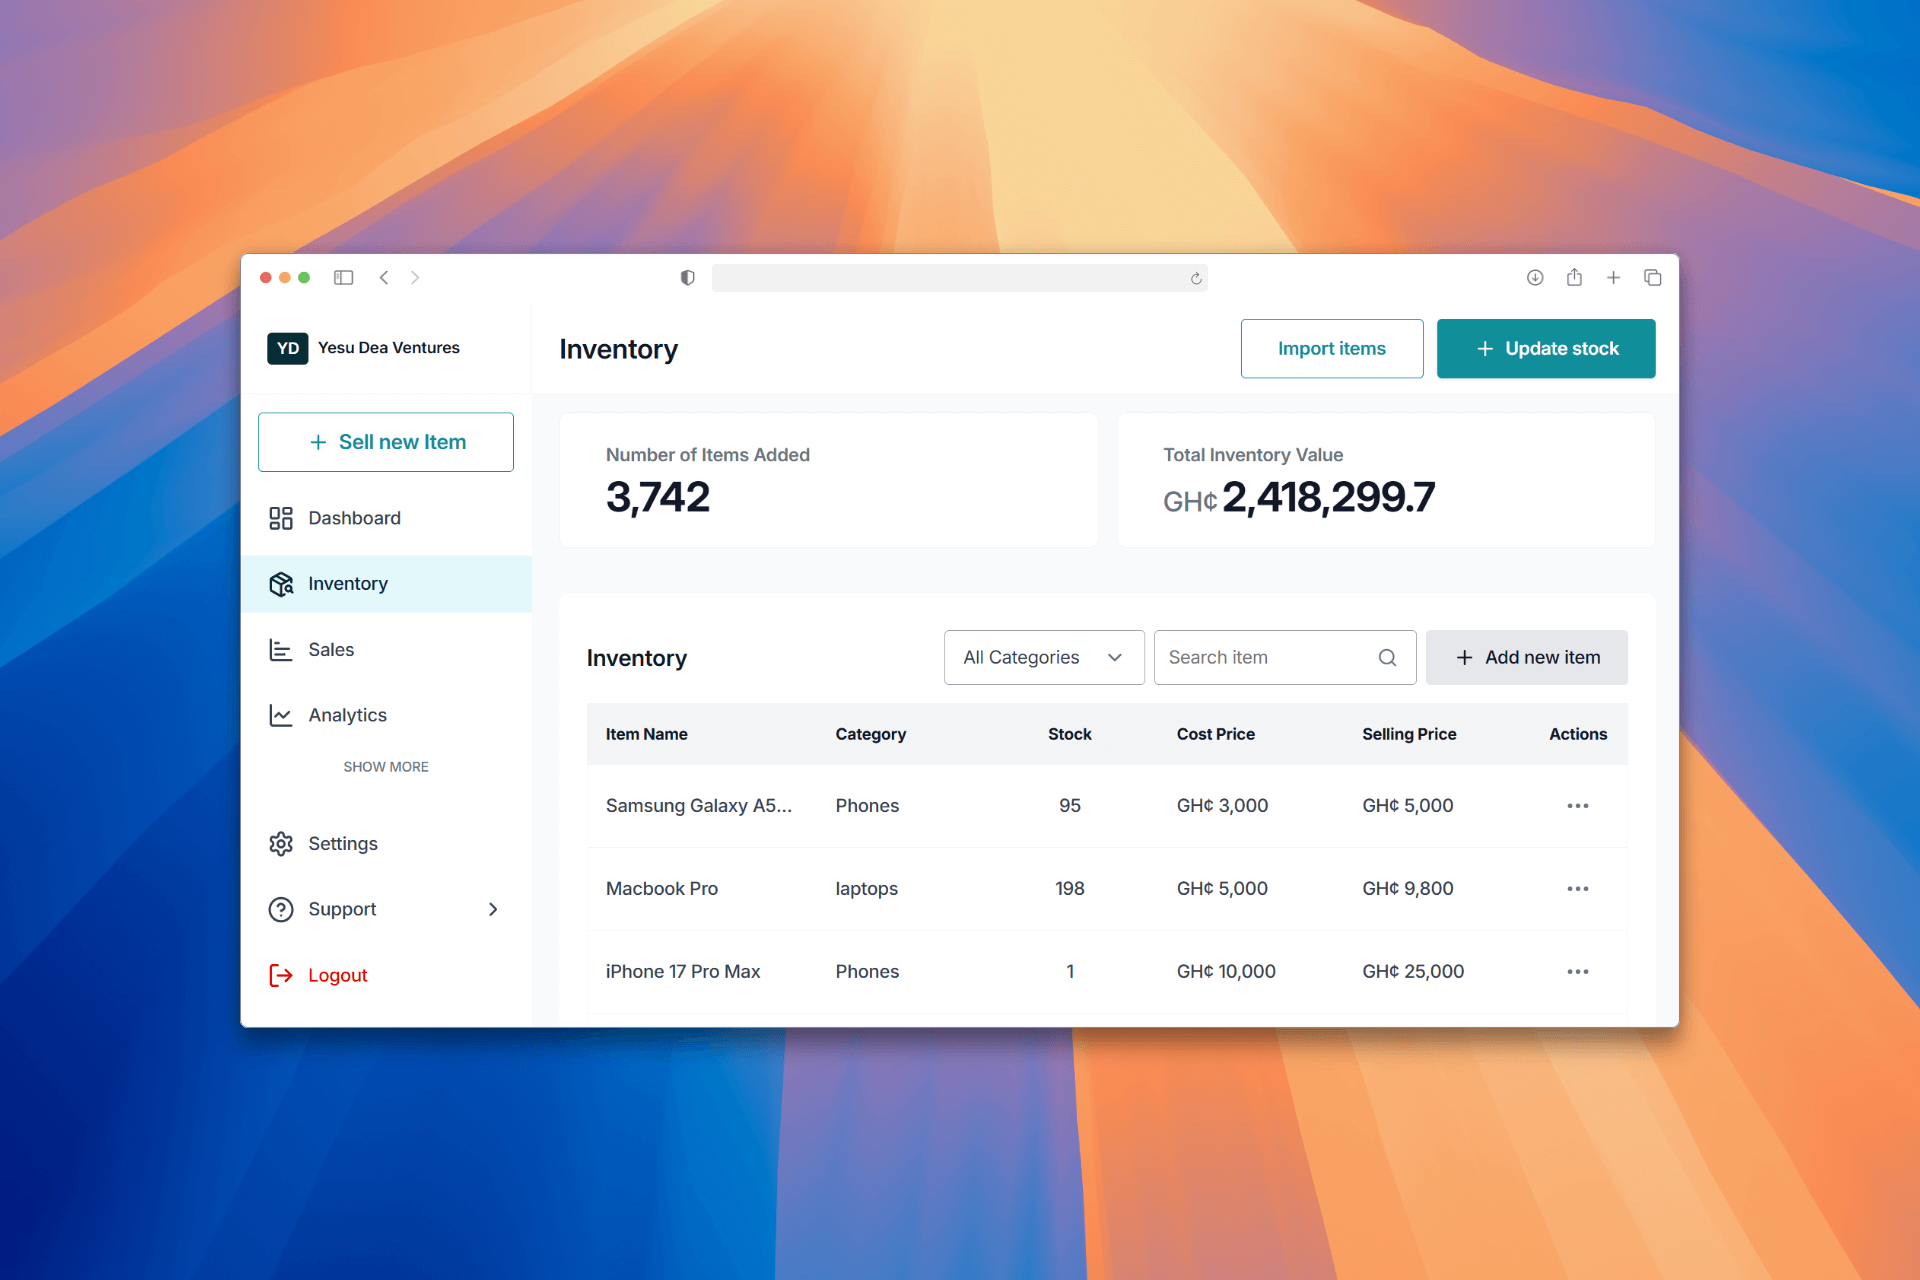 YD Yesu Dea Ventures
Inventory
Import items
+ Update stock
+ Sell new Item
Dashboard
Inventory
Sales
Analytics
SHOW MORE
Settings
Support
Logout
Number of Items Added
3,742
Total Inventory Value
GH¢ 2,418,299.7
Inventory
All Categories
Search item
+ Add new item
Item Name Category Stock Cost Price Selling Price Actions
Samsung Galaxy A5... Phones 95 GH¢ 3,000 GH¢ 5,000
Macbook Pro laptops 198 GH¢ 5,000 GH¢ 9,800
iPhone 17 Pro Max Phones 1 GH¢ 10,000 GH¢ 25,000